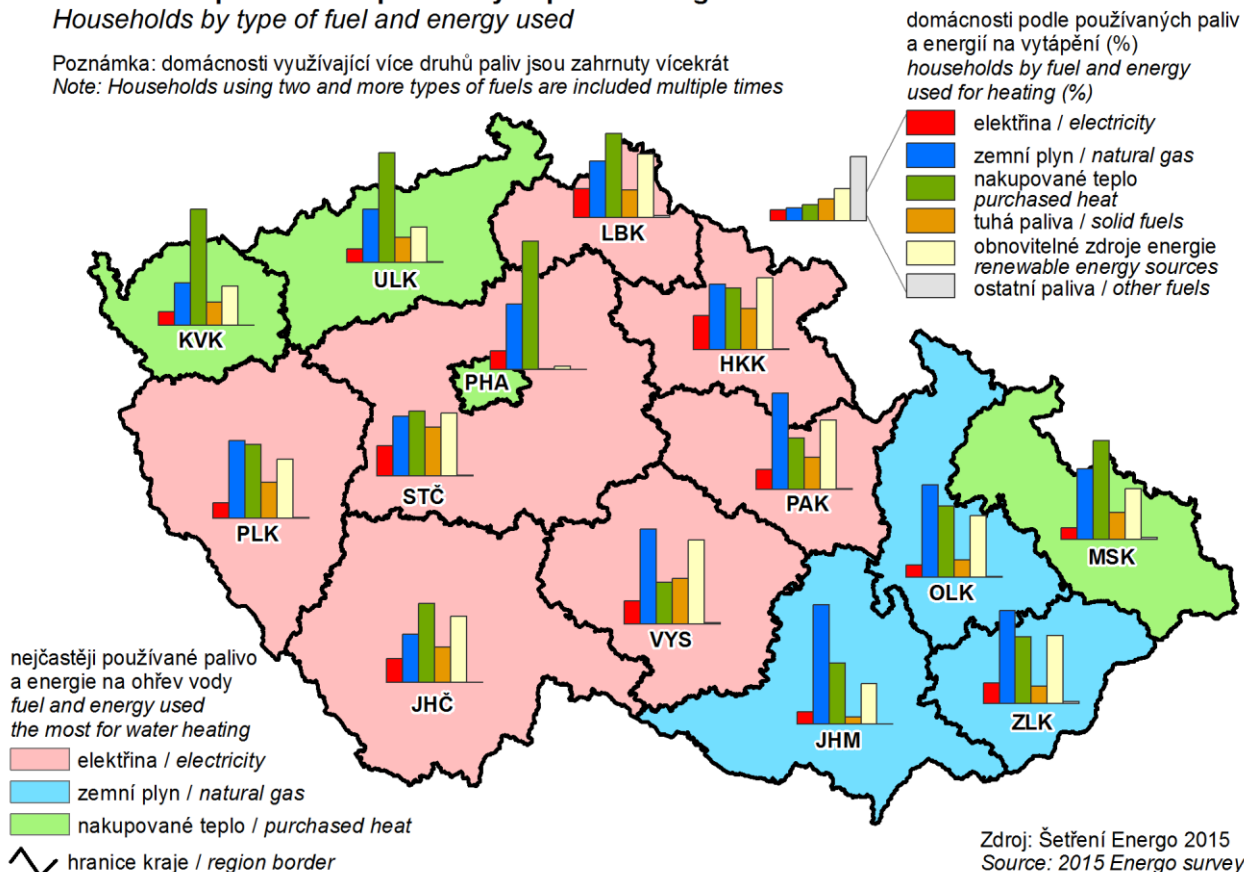 Households by type of fuel and energy used
Poznámka: domácnosti využívající více druhů paliv jsou zahrnuty vícekrát
Note: Households using two and more types of fuels are included multiple times
domácnosti podle používaných paliv
a energií na vytápění (%)
households by fuel and energy
used for heating (%)
elektřina / electricity
zemní plyn / natural gas
nakupované teplo
purchased heat
tuhá paliva / solid fuels
obnovitelné zdroje energie
renewable energy sources
ostatní paliva / other fuels
LBK
ULK
KVK
HKK
PHA
STČ
PAK
PLK
MSK
OLK
VYS
JHČ
ZLK
JHM
nejčastěji používané palivo
a energie na ohřev vody
fuel and energy used
the most for water heating
elektřina / electricity
zemní plyn / natural gas
nakupované teplo / purchased heat
hranice kraje / region border
Zdroj: Šetření Energo 2015
Source: 2015 Energo survey